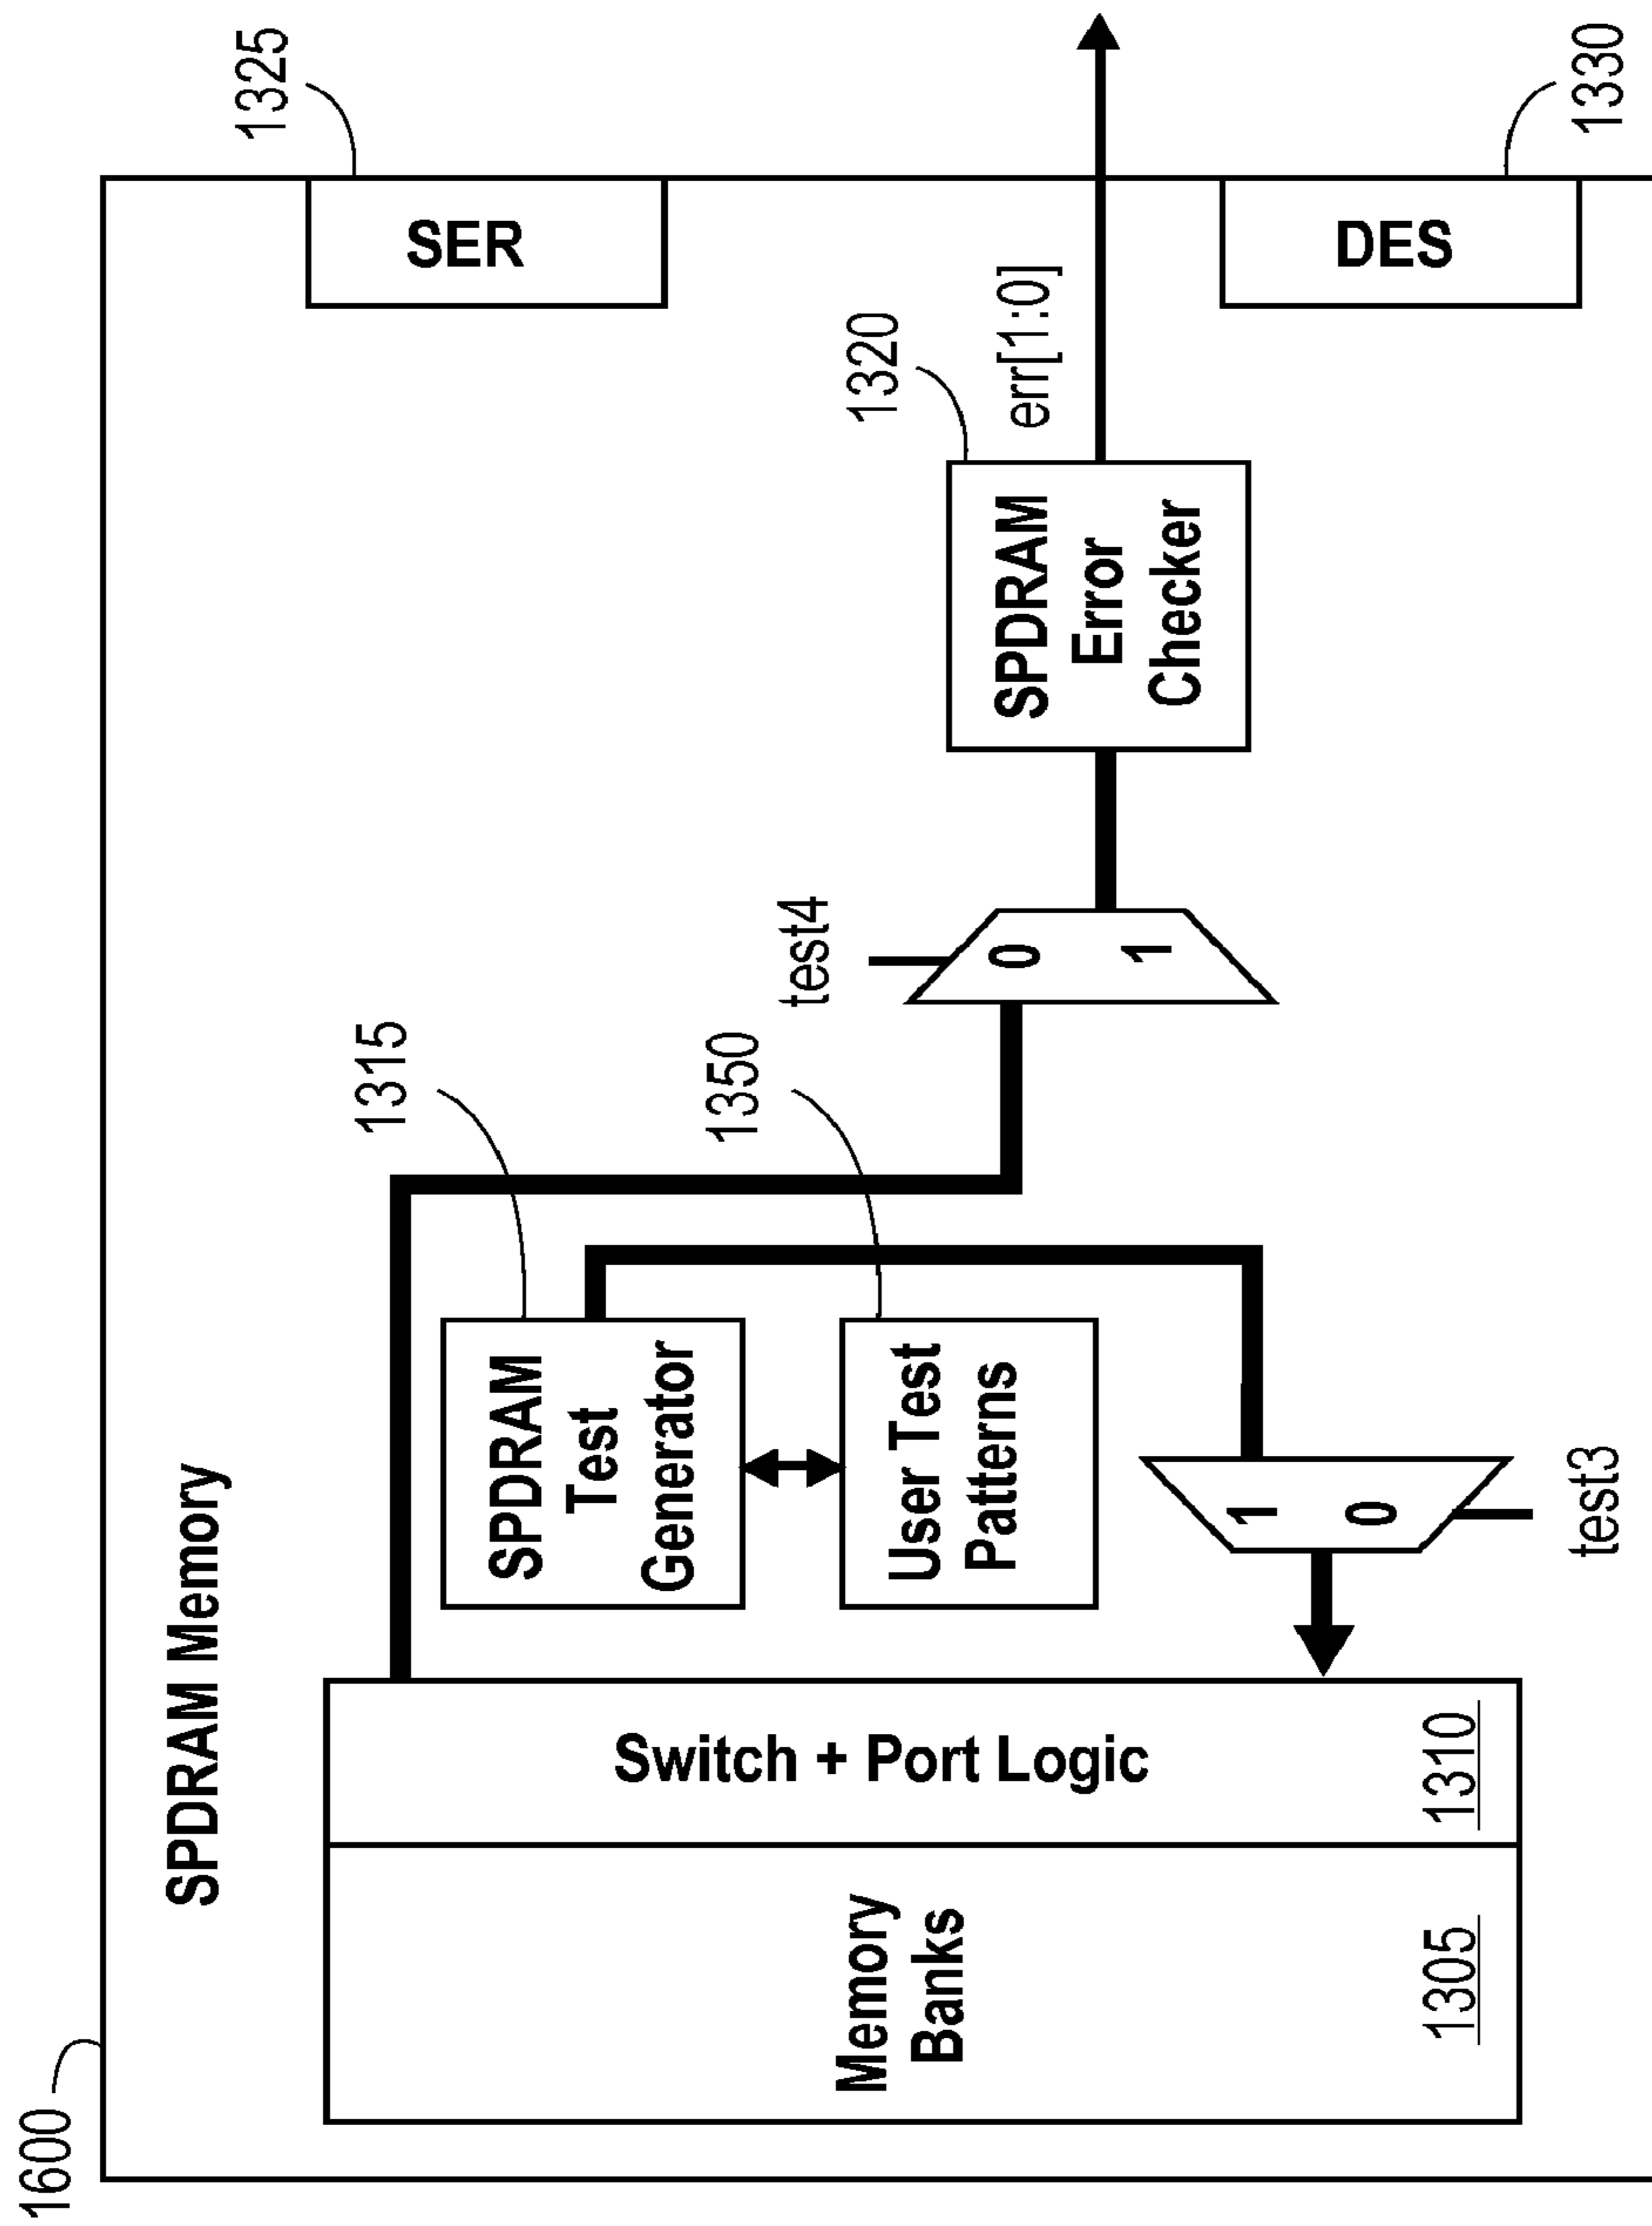 1600
SPDRAM Memory
Memory
Banks
1305
Switch + Port Logic
1310
SPDRAM
Test
Generator
1315
User Test
Patterns
1350
1
0
test3
test4
0
1
SPDRAM
Error
Checker
1320
err[1:0]
SER
1325
DES
1330